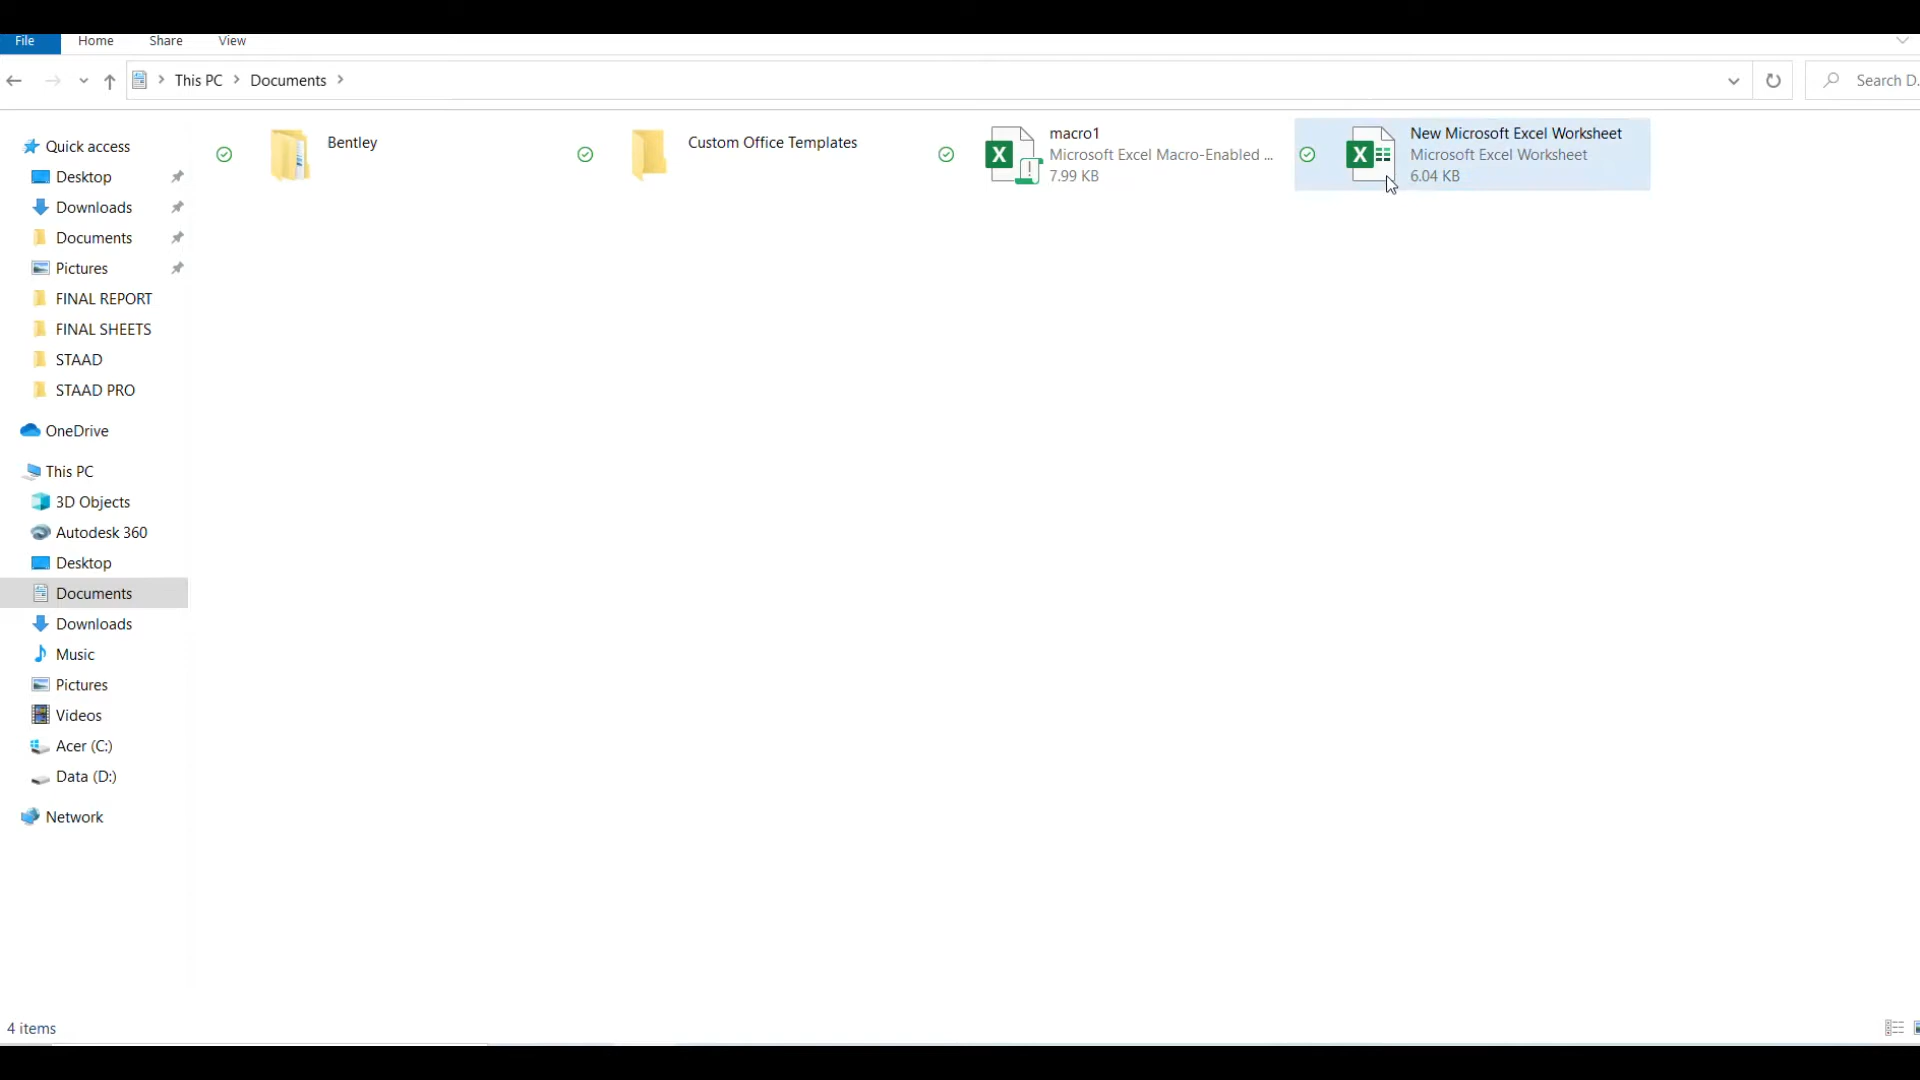 File Home Share View
This PC Documents
Search D.
Quick access
Desktop
Downloads
Documents
Pictures
FINAL REPORT
FINAL SHEETS
STAAD
STAAD PRO
OneDrive
This PC
3D Objects
Autodesk 360
Desktop
Documents
Downloads
Music
Pictures
Videos
Acer (C:)
Data (D:)
Network
Bentley
Custom Office Templates
macro1
Microsoft Excel Macro-Enabled ...
7.99 KB
New Microsoft Excel Worksheet
Microsoft Excel Worksheet
6.04 KB
4 items